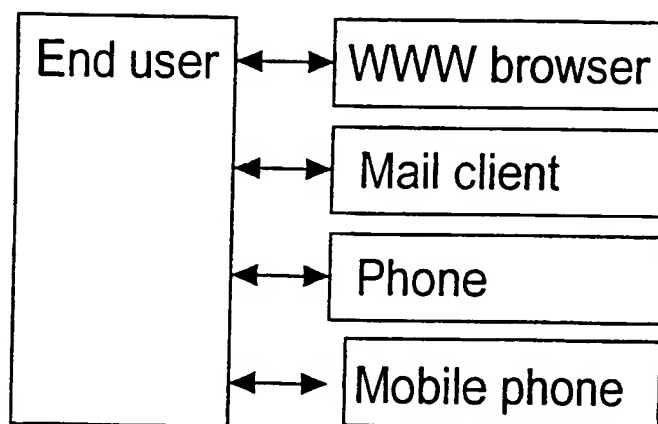 End user
WWW browser
Mail client
Phone
Mobile phone